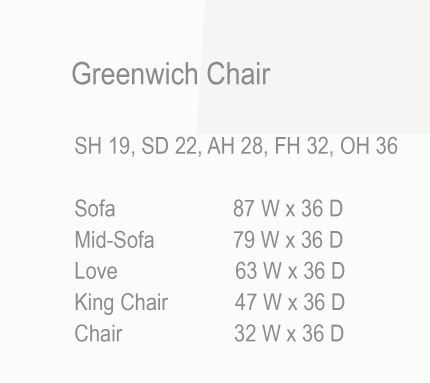 Greenwich Chair
SH 19, SD 22, AH 28, FH 32, OH 36
Sofa 87 W x 36 D
Mid-Sofa 79 W x 36 D
Love 63 W x 36 D
King Chair 47 W x 36 D
Chair 32 W x 36 D